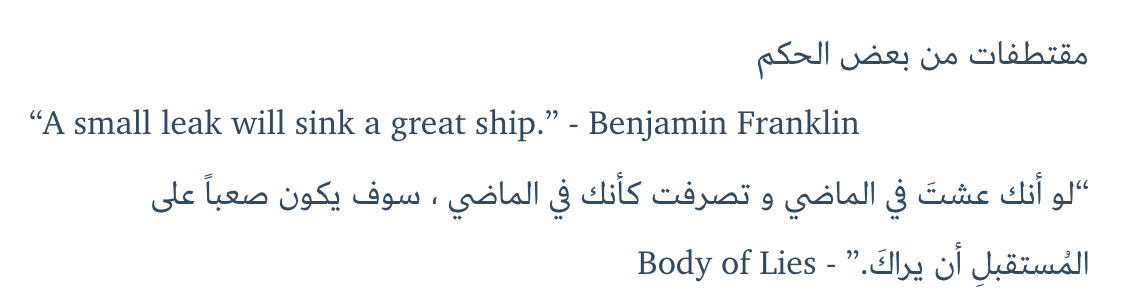 مقتطفات من بعض الحكم
“A small leak will sink a great ship.” - Benjamin Franklin
“لو أنك عشتَ في الماضي و تصرفت كأنك في الماضي ، سوف يكون صعباً على
المُستقبلِ أن يراكَ.” - Body of Lies